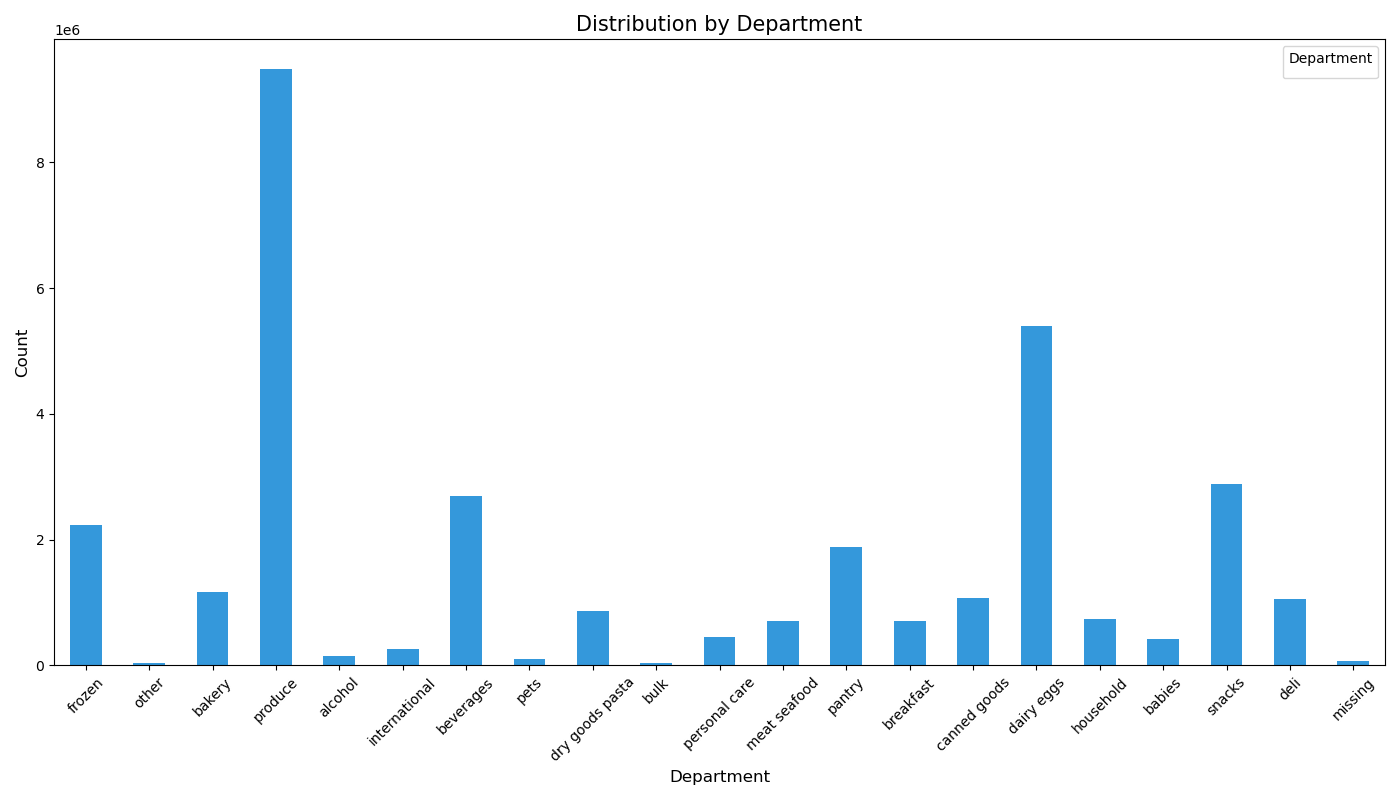 Distribution by Department
1e6
Department
8
6
4
2
0
Count
frozen
other
bakery
produce
alcohol
international
beverages
pets
dry goods pasta
bulk
personal care
meat seafood
pantry
breakfast
canned goods
dairy eggs
household
babies
snacks
deli
missing
Department